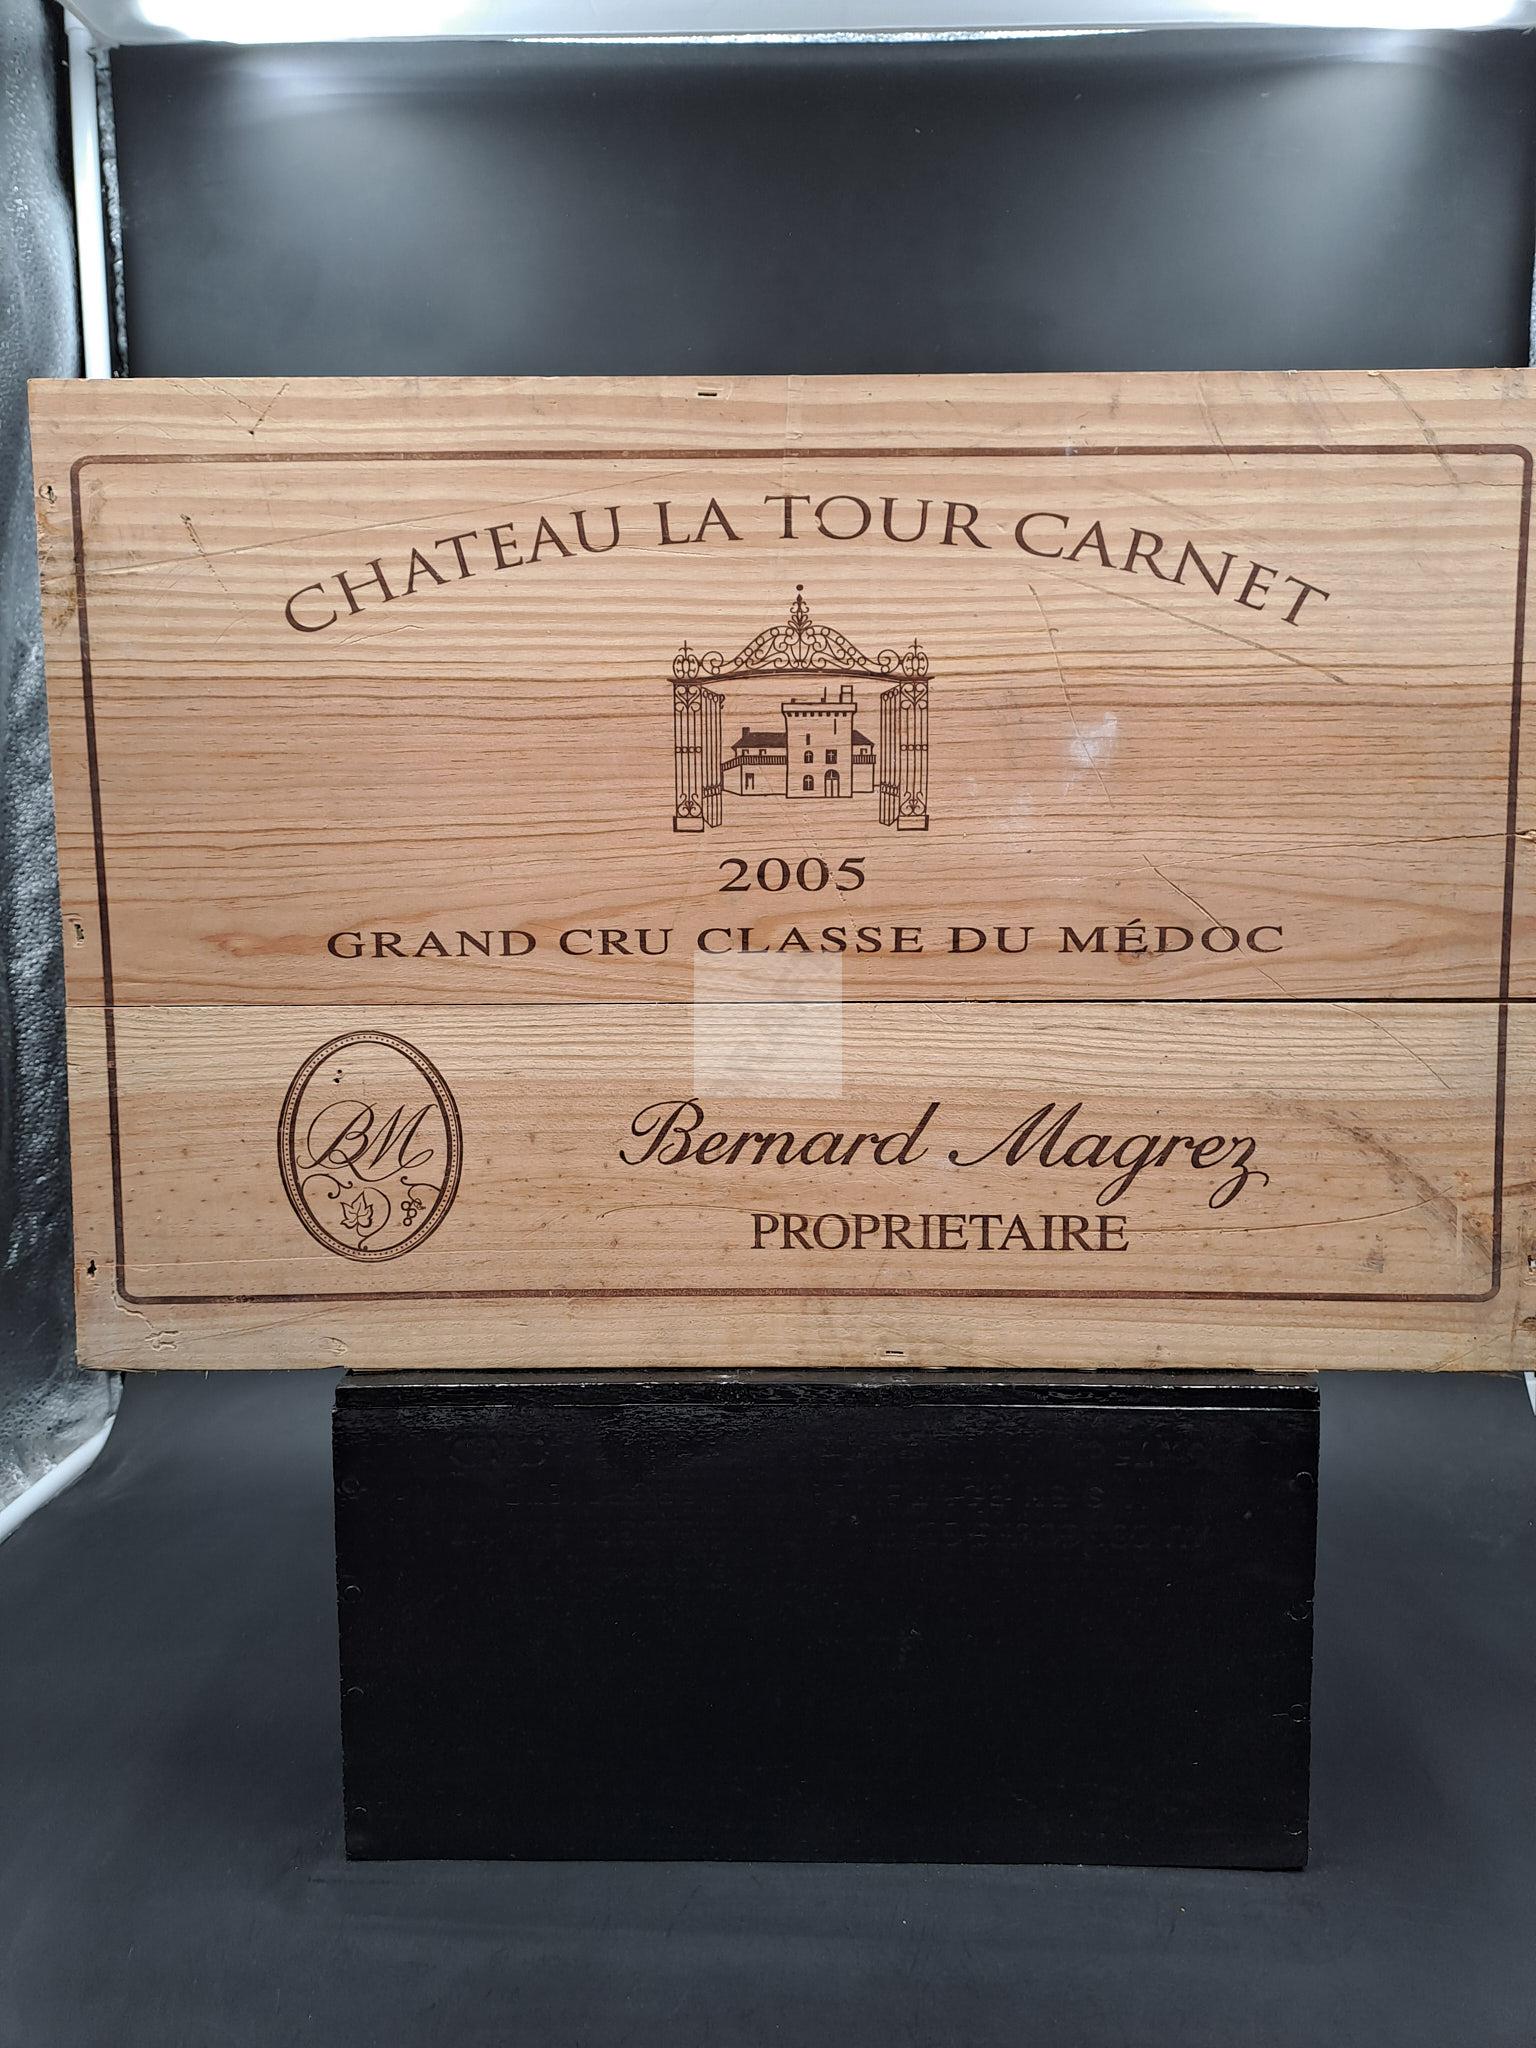 CHATEAU LA TOUR CARNET
2005
GRAND CRU CLASSE DU MÉDOC
BM
Bernard Magrez
PROPRIETAIRE